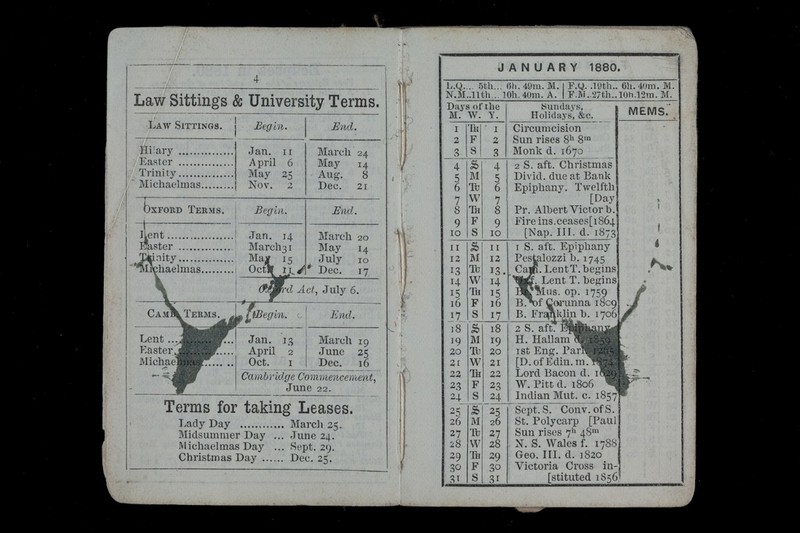 4
Law Sittings & University Terms.
LAW SITTINGS. Begin. End.
Hilary .............. Jan. 11 March 24
Easter .............. April 6 May 14
Trinity .............. May 25 Aug. 8
Michaelmas......... Nov. 2 Dec. 21
OXFORD TERMS. Begin. End.
Lent .................. Jan. 14 March 20
Easter .............. March31 May 14
Trinity .............. May 15 July 10
Michaelmas......... Oct. 11 Dec. 17
Oxford Act, July 6.
CAMB. TERMS. Begin. End.
Lent .................. Jan. 13 March 19
Easter .............. April 2 June 25
Michaelmas ...... Oct. 1 Dec. 16
Cambridge Commencement,
June 22.
Terms for taking Leases.
Lady Day ............ March 25.
Midsummer Day ... June 24.
Michaelmas Day ... Sept. 29.
Christmas Day ...... Dec. 25.
JANUARY 1880.
L.Q... 5th... 6h. 49m. M. F.Q. .19th.. 6h. 40m. M.
N.M..11th... 10h. 40m. A. F.M..27th..10h.12m. M.
Days of the Sundays,
M. W. Y. Holidays, &c. MEMS.
1 Th 1 Circumcision
2 F 2 Sun rises 8h 8m
3 S 3 Monk d. 1670
4 S 4 2 S. aft. Christmas
5 M 5 Divid. due at Bank
6 Tu 6 Epiphany. Twelfth
7 W 7 [Day
8 Th 8 Pr. Albert Victor b.
9 F 9 Fire ins.ceases[1864
10 S 10 [Nap. III. d. 1873
11 S 11 1 S. aft. Epiphany
12 M 12 Pestalozzi b. 1745
13 Tu 13 Cam. Lent T. begins
14 W 14 Oxf. Lent T. begins
15 Th 15 Br. Mus. op. 1759
16 F 16 B. of Corunna 1809
17 S 17 B. Franklin b. 1706
18 S 18 2 S. aft. Epiphany
19 M 19 H. Hallam d. 1859
20 Tu 20 1st Eng. Parl. 1265
21 W 21 [D. of Edin. m. 1874
22 Th 22 Lord Bacon d. 
23 F 23 W. Pitt d. 1806
24 S 24 Indian Mut. c. 1857
25 S 25 Sept. S. Conv. of S.
26 M 26 St. Polycarp [Paul
27 Tu 27 Sun rises 7h 48m
28 W 28 N. S. Wales f. 1788
29 Th 29 Geo. III. d. 1820
30 F 30 Victoria Cross in-
31 S 31 [stituted 1856